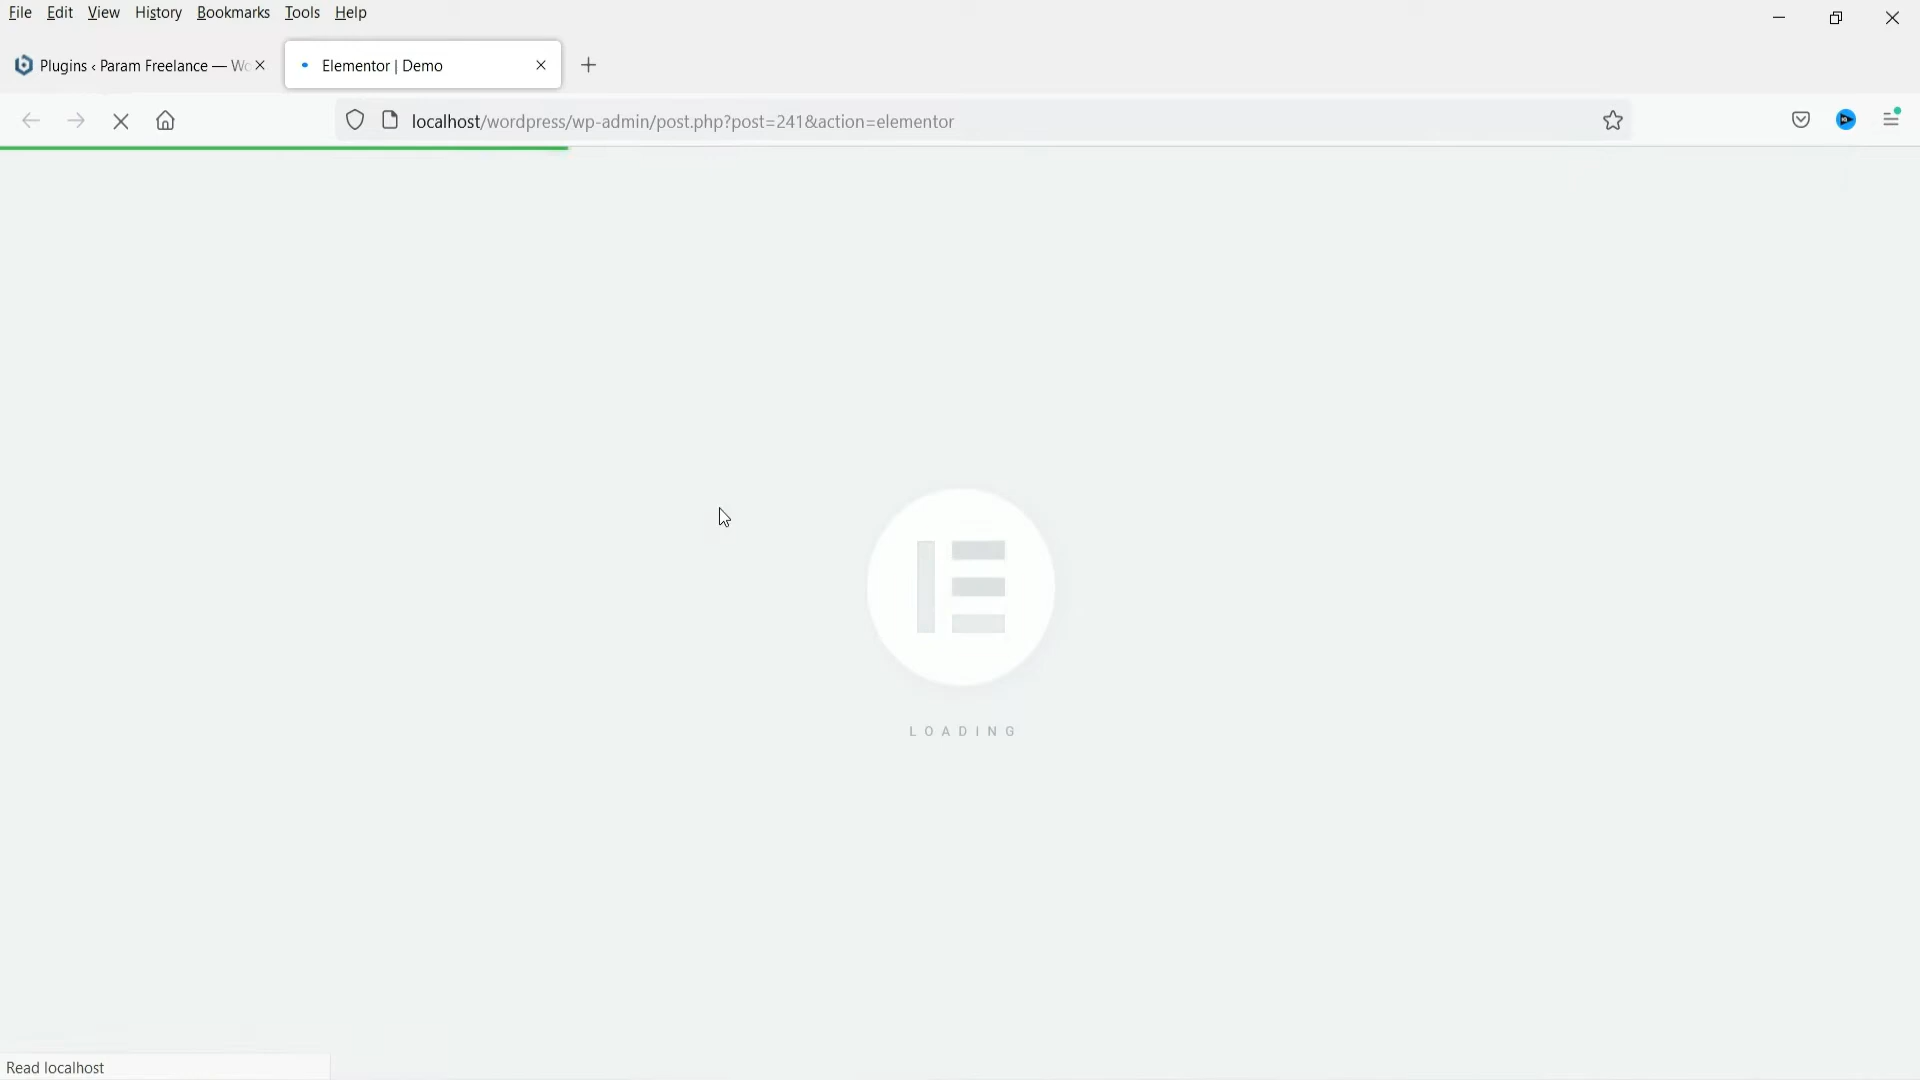 File Edit View History Bookmarks Tools Help
Plugins ‹ Param Freelance — Wo
Elementor | Demo
localhost/wordpress/wp-admin/post.php?post=241&action=elementor
LOADING
Read localhost